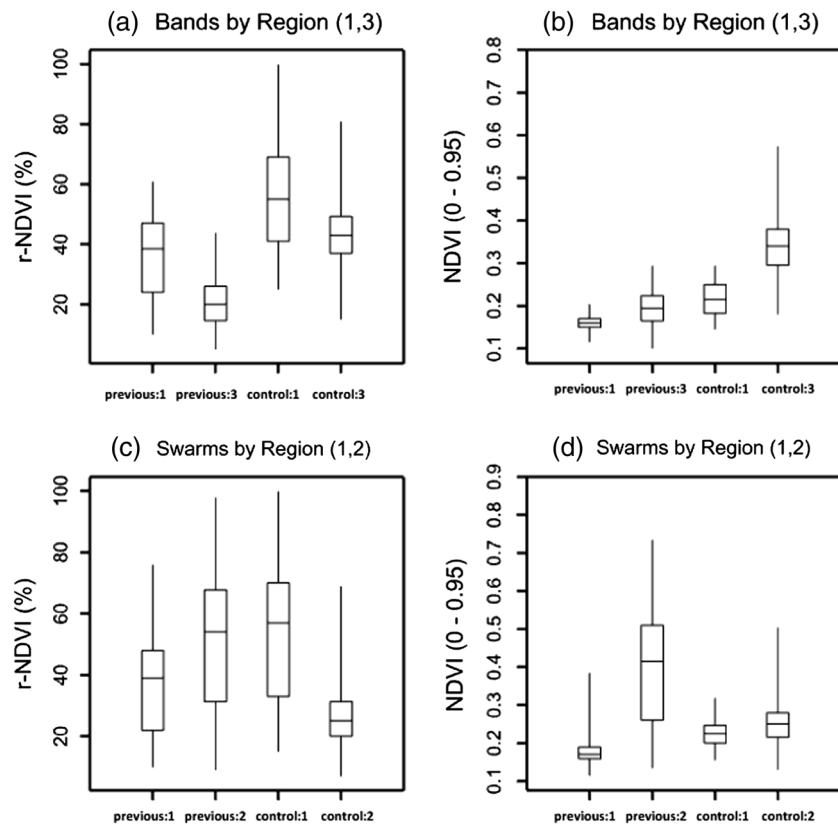 (a) Bands by Region (1,3)
r-NDVI (%)
100
80
60
40
20
previous:1 previous:3 control:1 control:3
(b) Bands by Region (1,3)
NDVI (0 - 0.95)
0.8
0.7
0.6
0.5
0.4
0.3
0.2
0.1
previous:1 previous:3 control:1 control:3
(c) Swarms by Region (1,2)
r-NDVI (%)
100
80
60
40
20
previous:1 previous:2 control:1 control:2
(d) Swarms by Region (1,2)
NDVI (0 - 0.95)
0.9
0.8
0.7
0.6
0.5
0.4
0.3
0.2
0.1
previous:1 previous:2 control:1 control:2